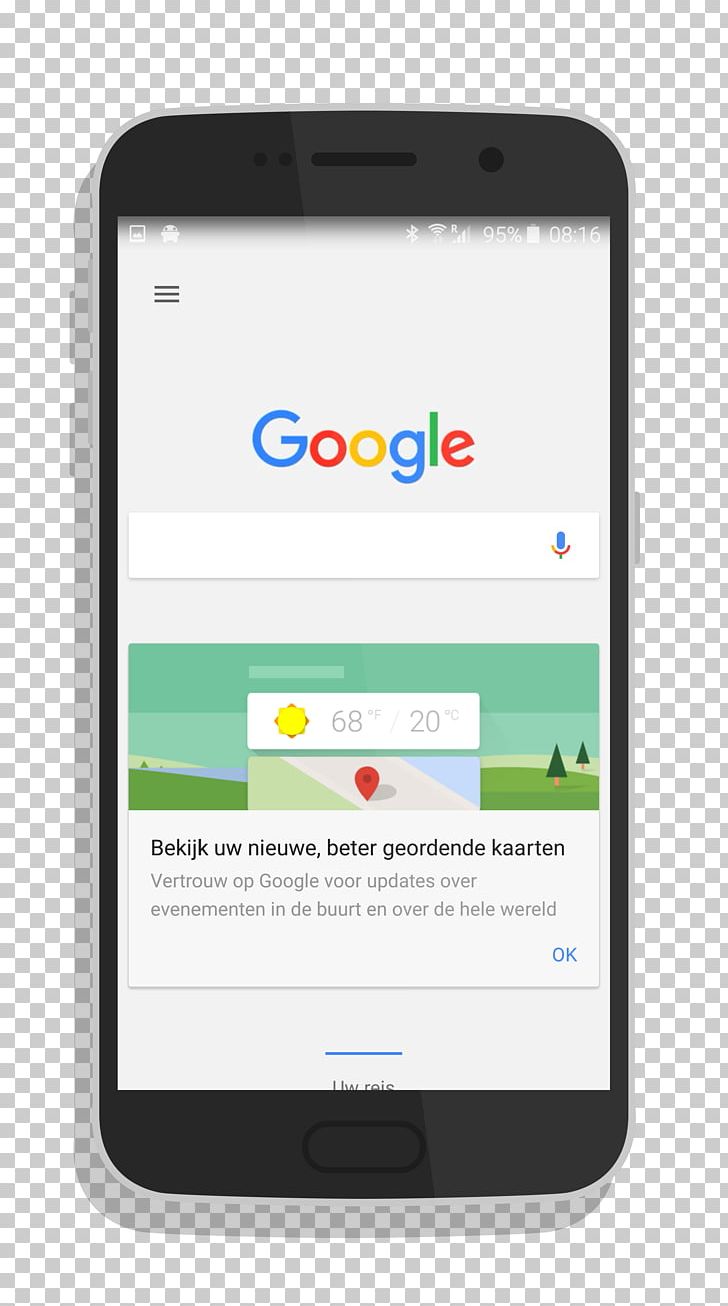 R 95% 08:16
Google
68 °F / 20 °C
Bekijk uw nieuwe, beter geordende kaarten
Vertrouw op Google voor updates over
evenementen in de buurt en over de hele wereld
OK
Uw reis